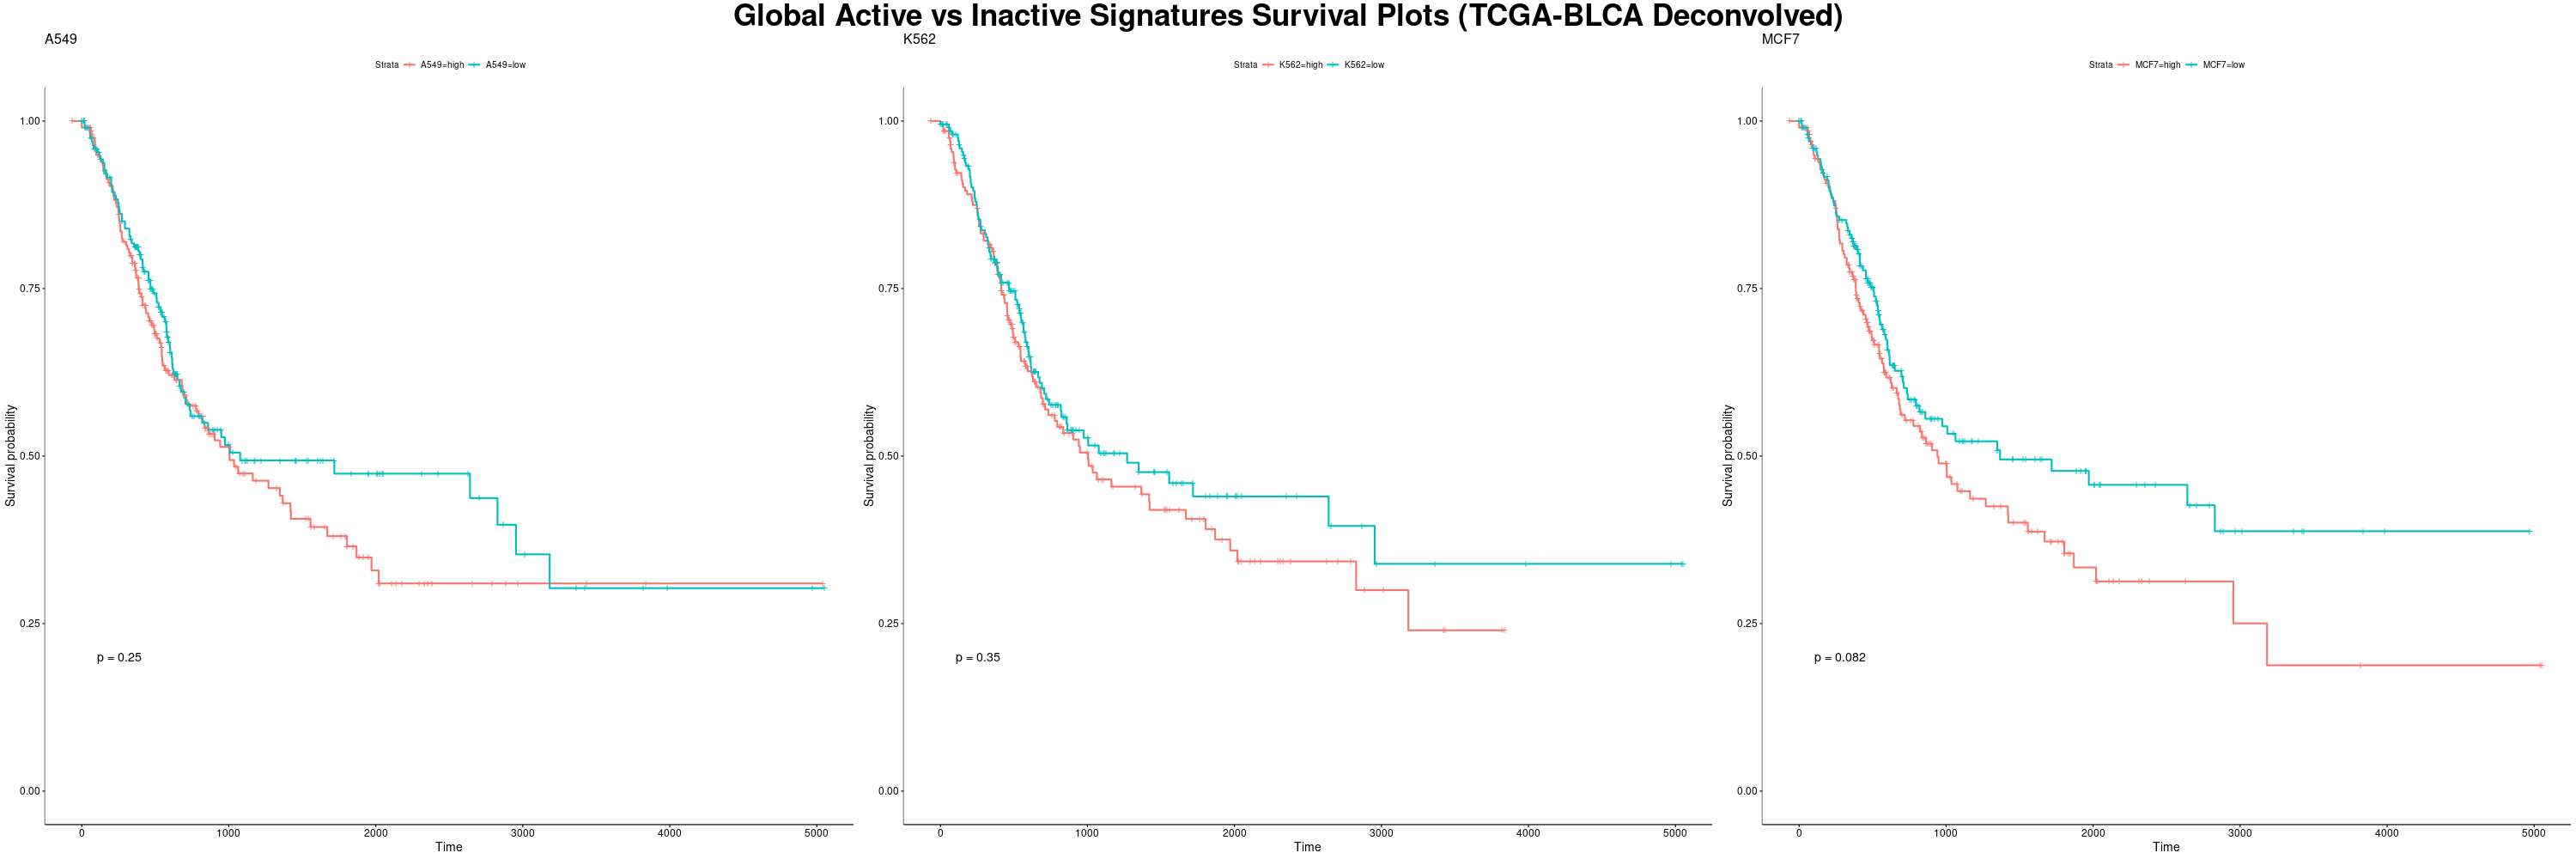 Global Active vs Inactive Signatures Survival Plots (TCGA-BLCA Deconvolved)
A549
Strata A549=high A549=low
Survival probability
1.00
0.75
0.50
0.25
0.00
p = 0.25
0 1000 2000 3000 4000 5000
Time
K562
Strata K562=high K562=low
Survival probability
1.00
0.75
0.50
0.25
0.00
p = 0.35
0 1000 2000 3000 4000 5000
Time
MCF7
Strata MCF7=high MCF7=low
Survival probability
1.00
0.75
0.50
0.25
0.00
p = 0.082
0 1000 2000 3000 4000 5000
Time